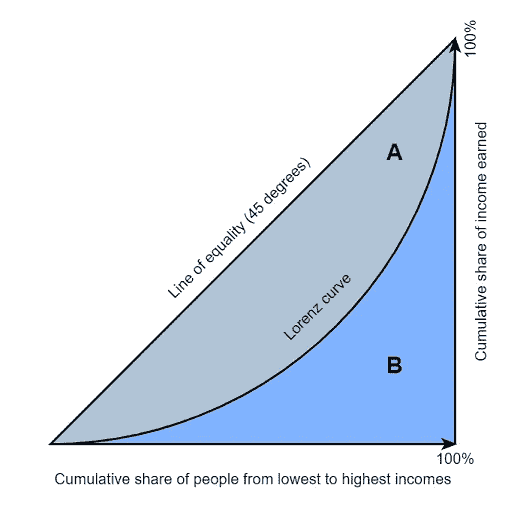 100%
Line of equality (45 degrees)
A
Cumulative share of income earned
Lorenz curve
B
100%
Cumulative share of people from lowest to highest incomes